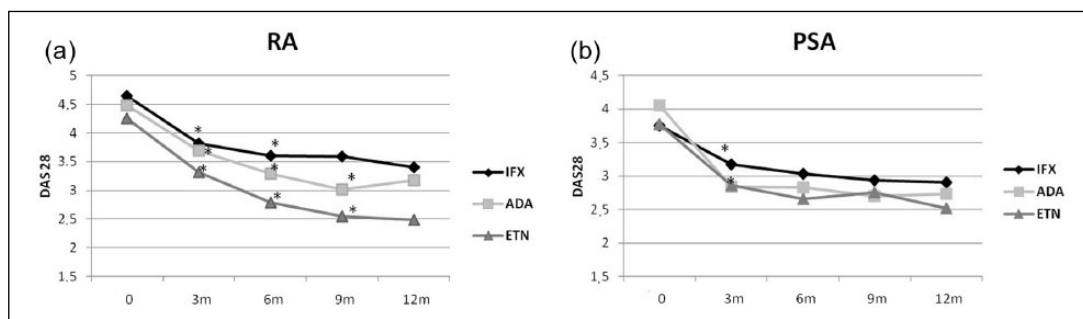 (a) RA
5
4.5
4
3.5
3
2.5
2
1.5
DAS28
0 3m 6m 9m 12m
* * * * * * * *
IFX
ADA
ETN
(b) PSA
4,5
4
3,5
3
2,5
2
1,5
DAS28
0 3m 6m 9m 12m
* *
IFX
ADA
ETN